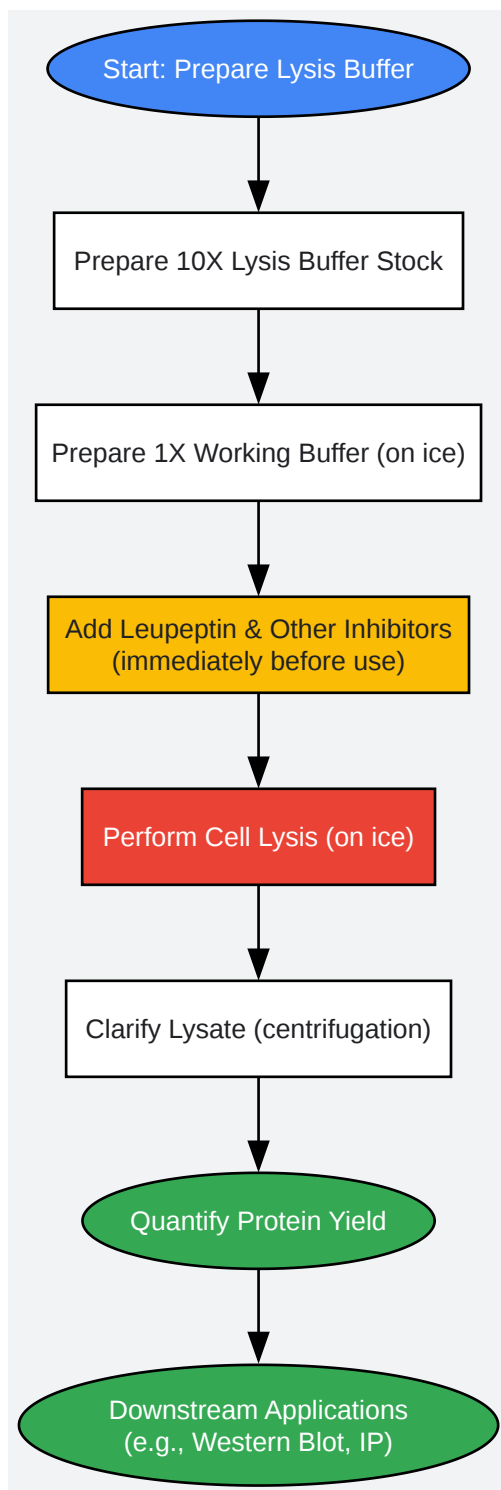 Start: Prepare Lysis Buffer
Prepare 10X Lysis Buffer Stock
Prepare 1X Working Buffer (on ice)
Add Leupeptin & Other Inhibitors
(immediately before use)
Perform Cell Lysis (on ice)
Clarify Lysate (centrifugation)
Quantify Protein Yield
Downstream Applications
(e.g., Western Blot, IP)